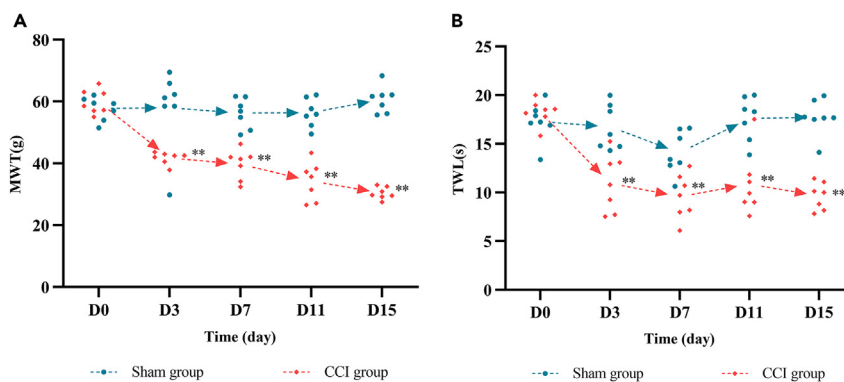 A
MWT(g)
80
60
40
20
0
**
**
**
**
D0 D3 D7 D11 D15
Time (day)
Sham group CCI group
B
TWL(s)
25
20
15
10
5
0
**
**
**
**
D0 D3 D7 D11 D15
Time (day)
Sham group CCI group